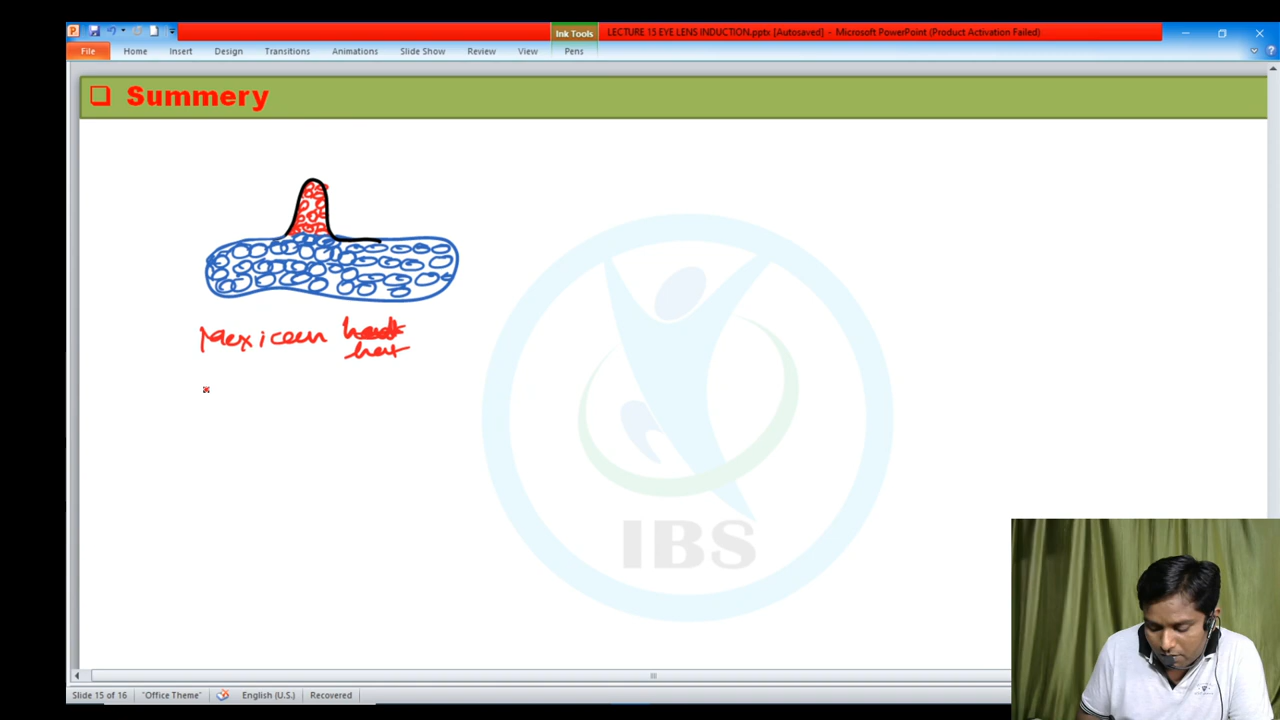 LECTURE 15 EYE LENS INDUCTION.pptx [Autosaved] - Microsoft PowerPoint (Product Activation Failed)
Ink Tools
File Home Insert Design Transitions Animations Slide Show Review View Pens
Summery
Mexiceen
hat
IBS
Slide 15 of 16 "Office Theme" English (U.S.) Recovered